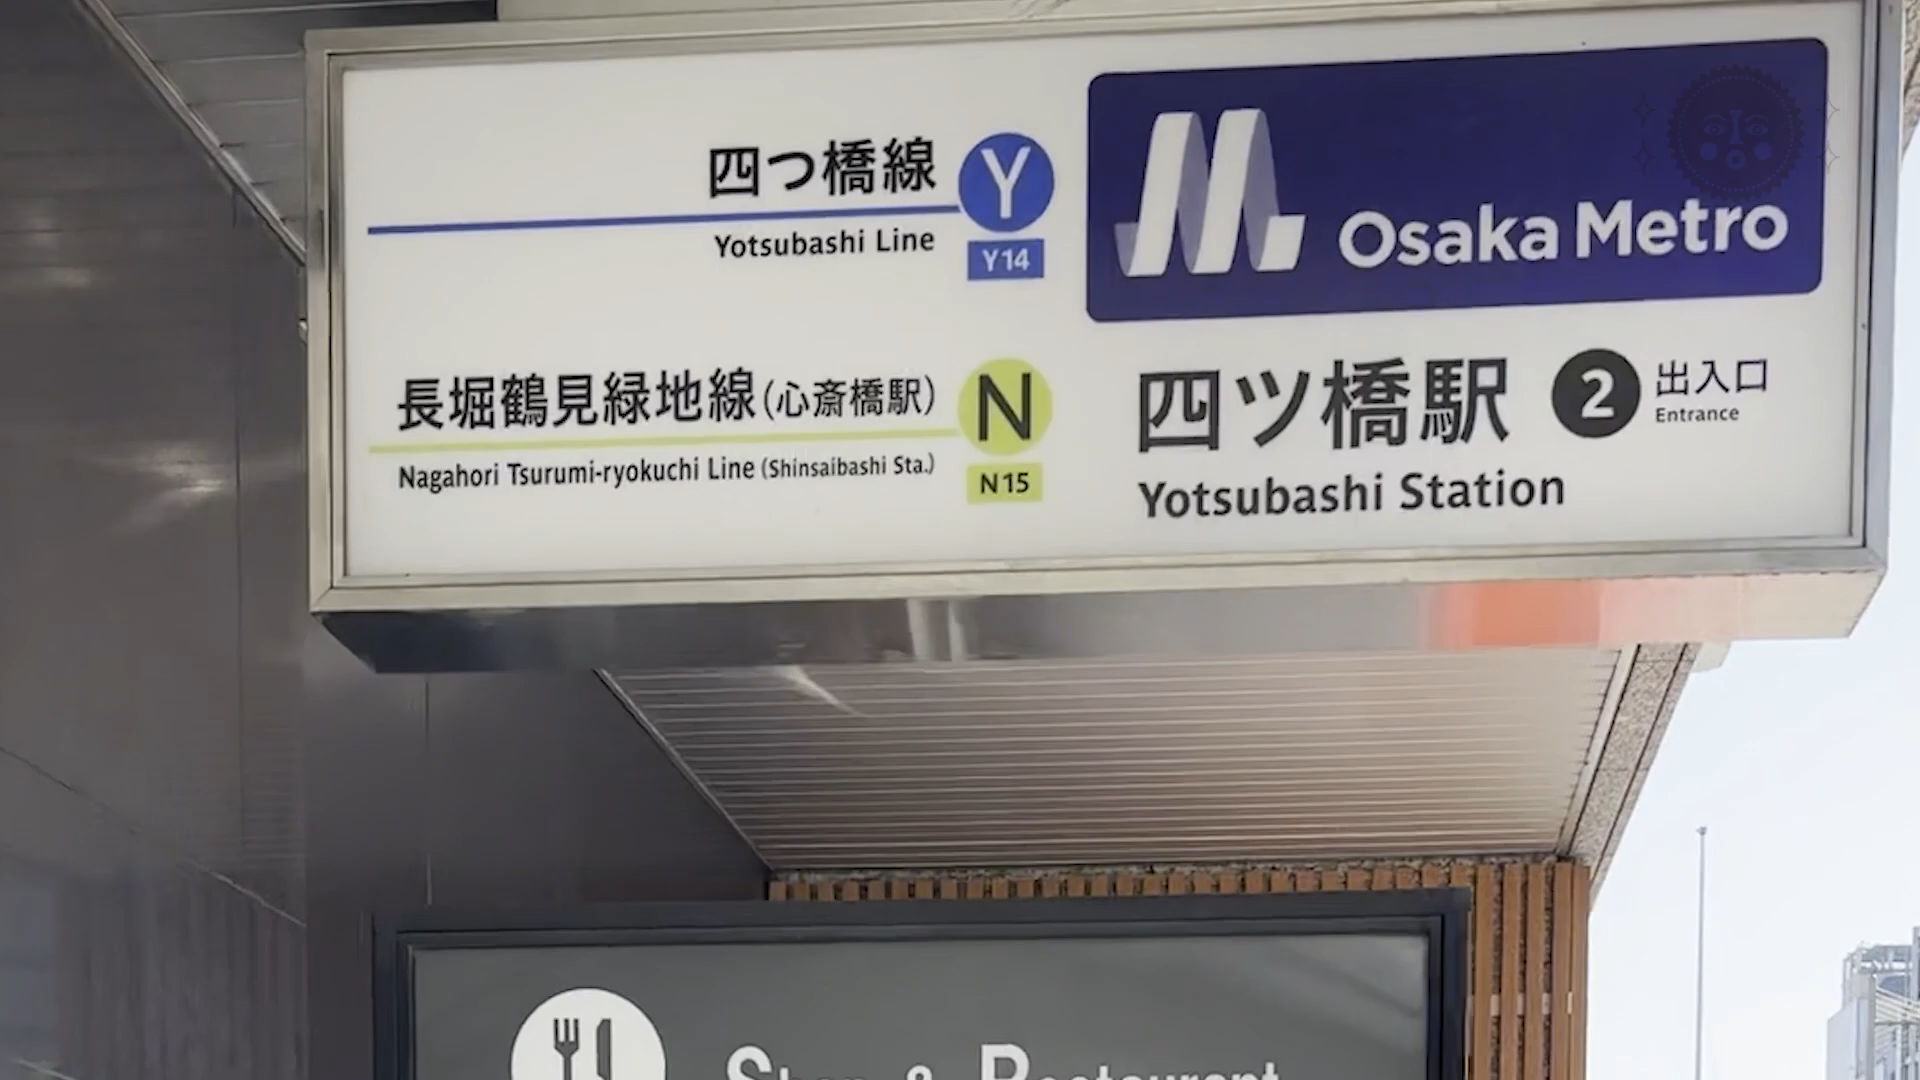 四つ橋線 Y
Yotsubashi Line Y14
長堀鶴見緑地線(心斎橋駅) N
Nagahori Tsurumi-ryokuchi Line (Shinsaibashi Sta.) N15
Osaka Metro
四ツ橋駅 2 出入口
Entrance
Yotsubashi Station
Shop & Restaurant